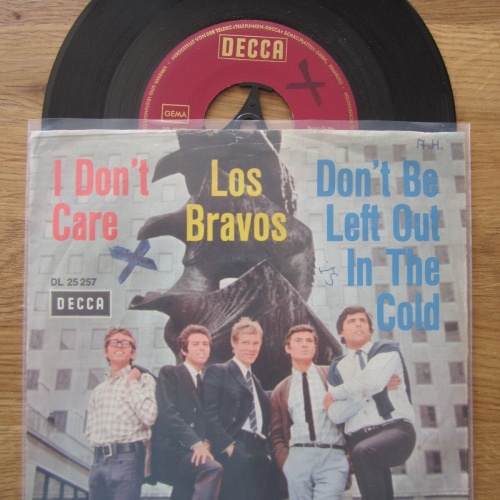 DECCA
GEMA
N.H.
I Don't
Care
Los
Bravos
Don't Be
Left Out
In The
Cold
DL 25 257
DECCA